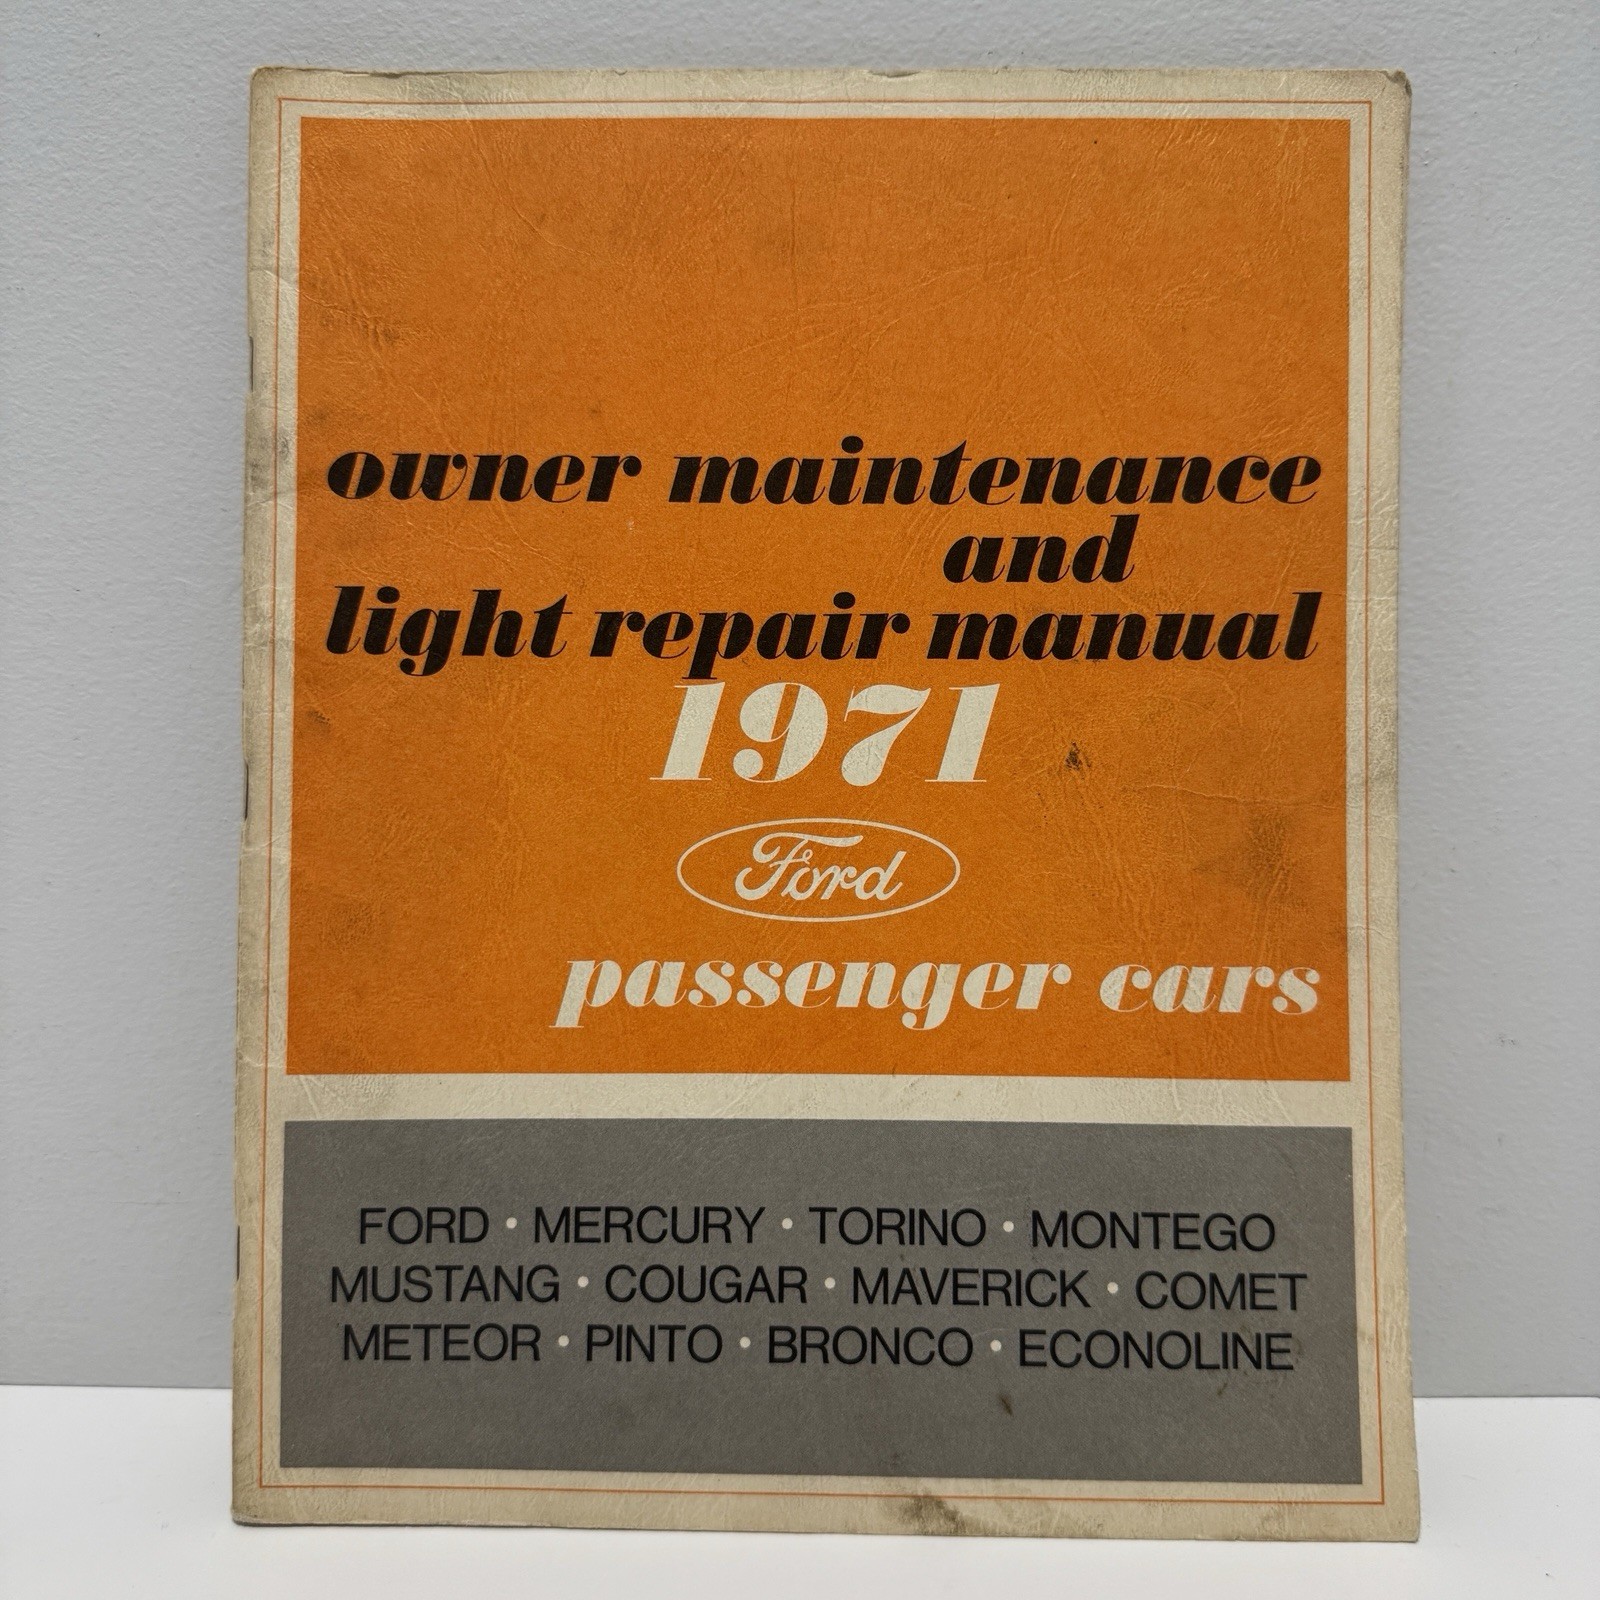 owner maintenance
and
light repair manual
1971
Ford
passenger cars
FORD • MERCURY • TORINO • MONTEGO
MUSTANG • COUGAR • MAVERICK • COMET
METEOR • PINTO • BRONCO • ECONOLINE